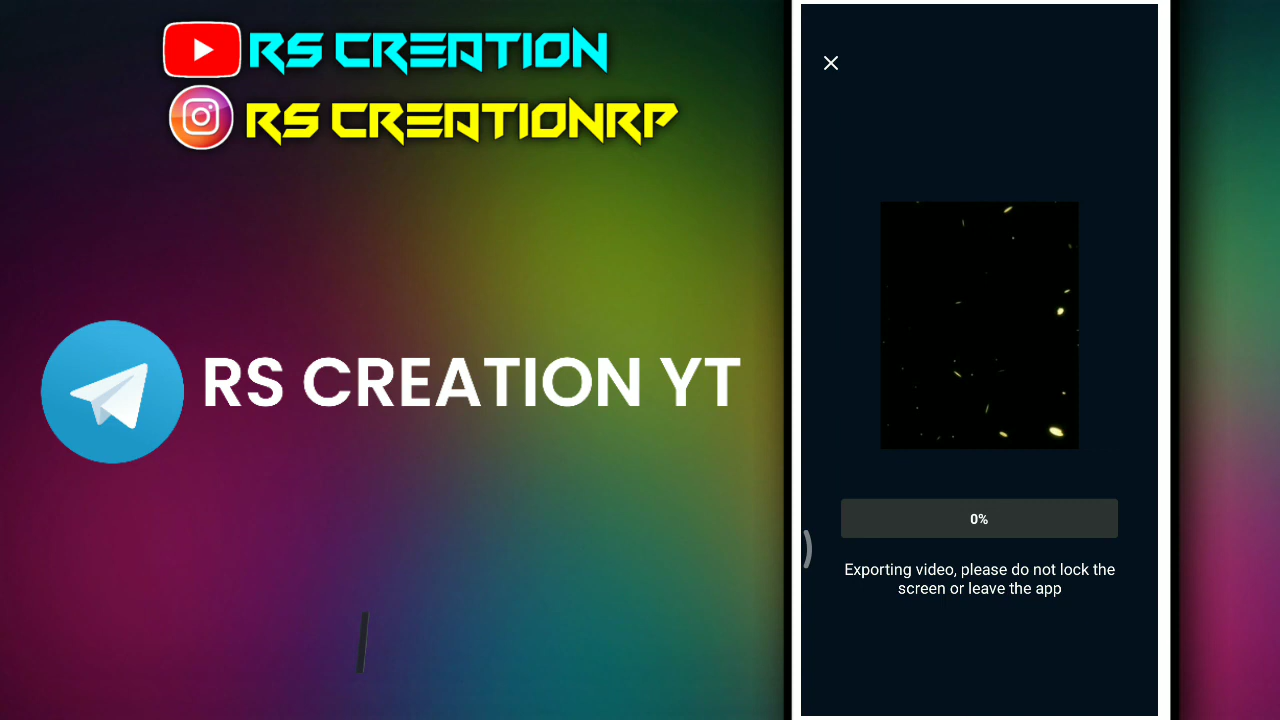 RS CREATION
RS CREATIONRP
RS CREATION YT
0%
Exporting video, please do not lock the
screen or leave the app